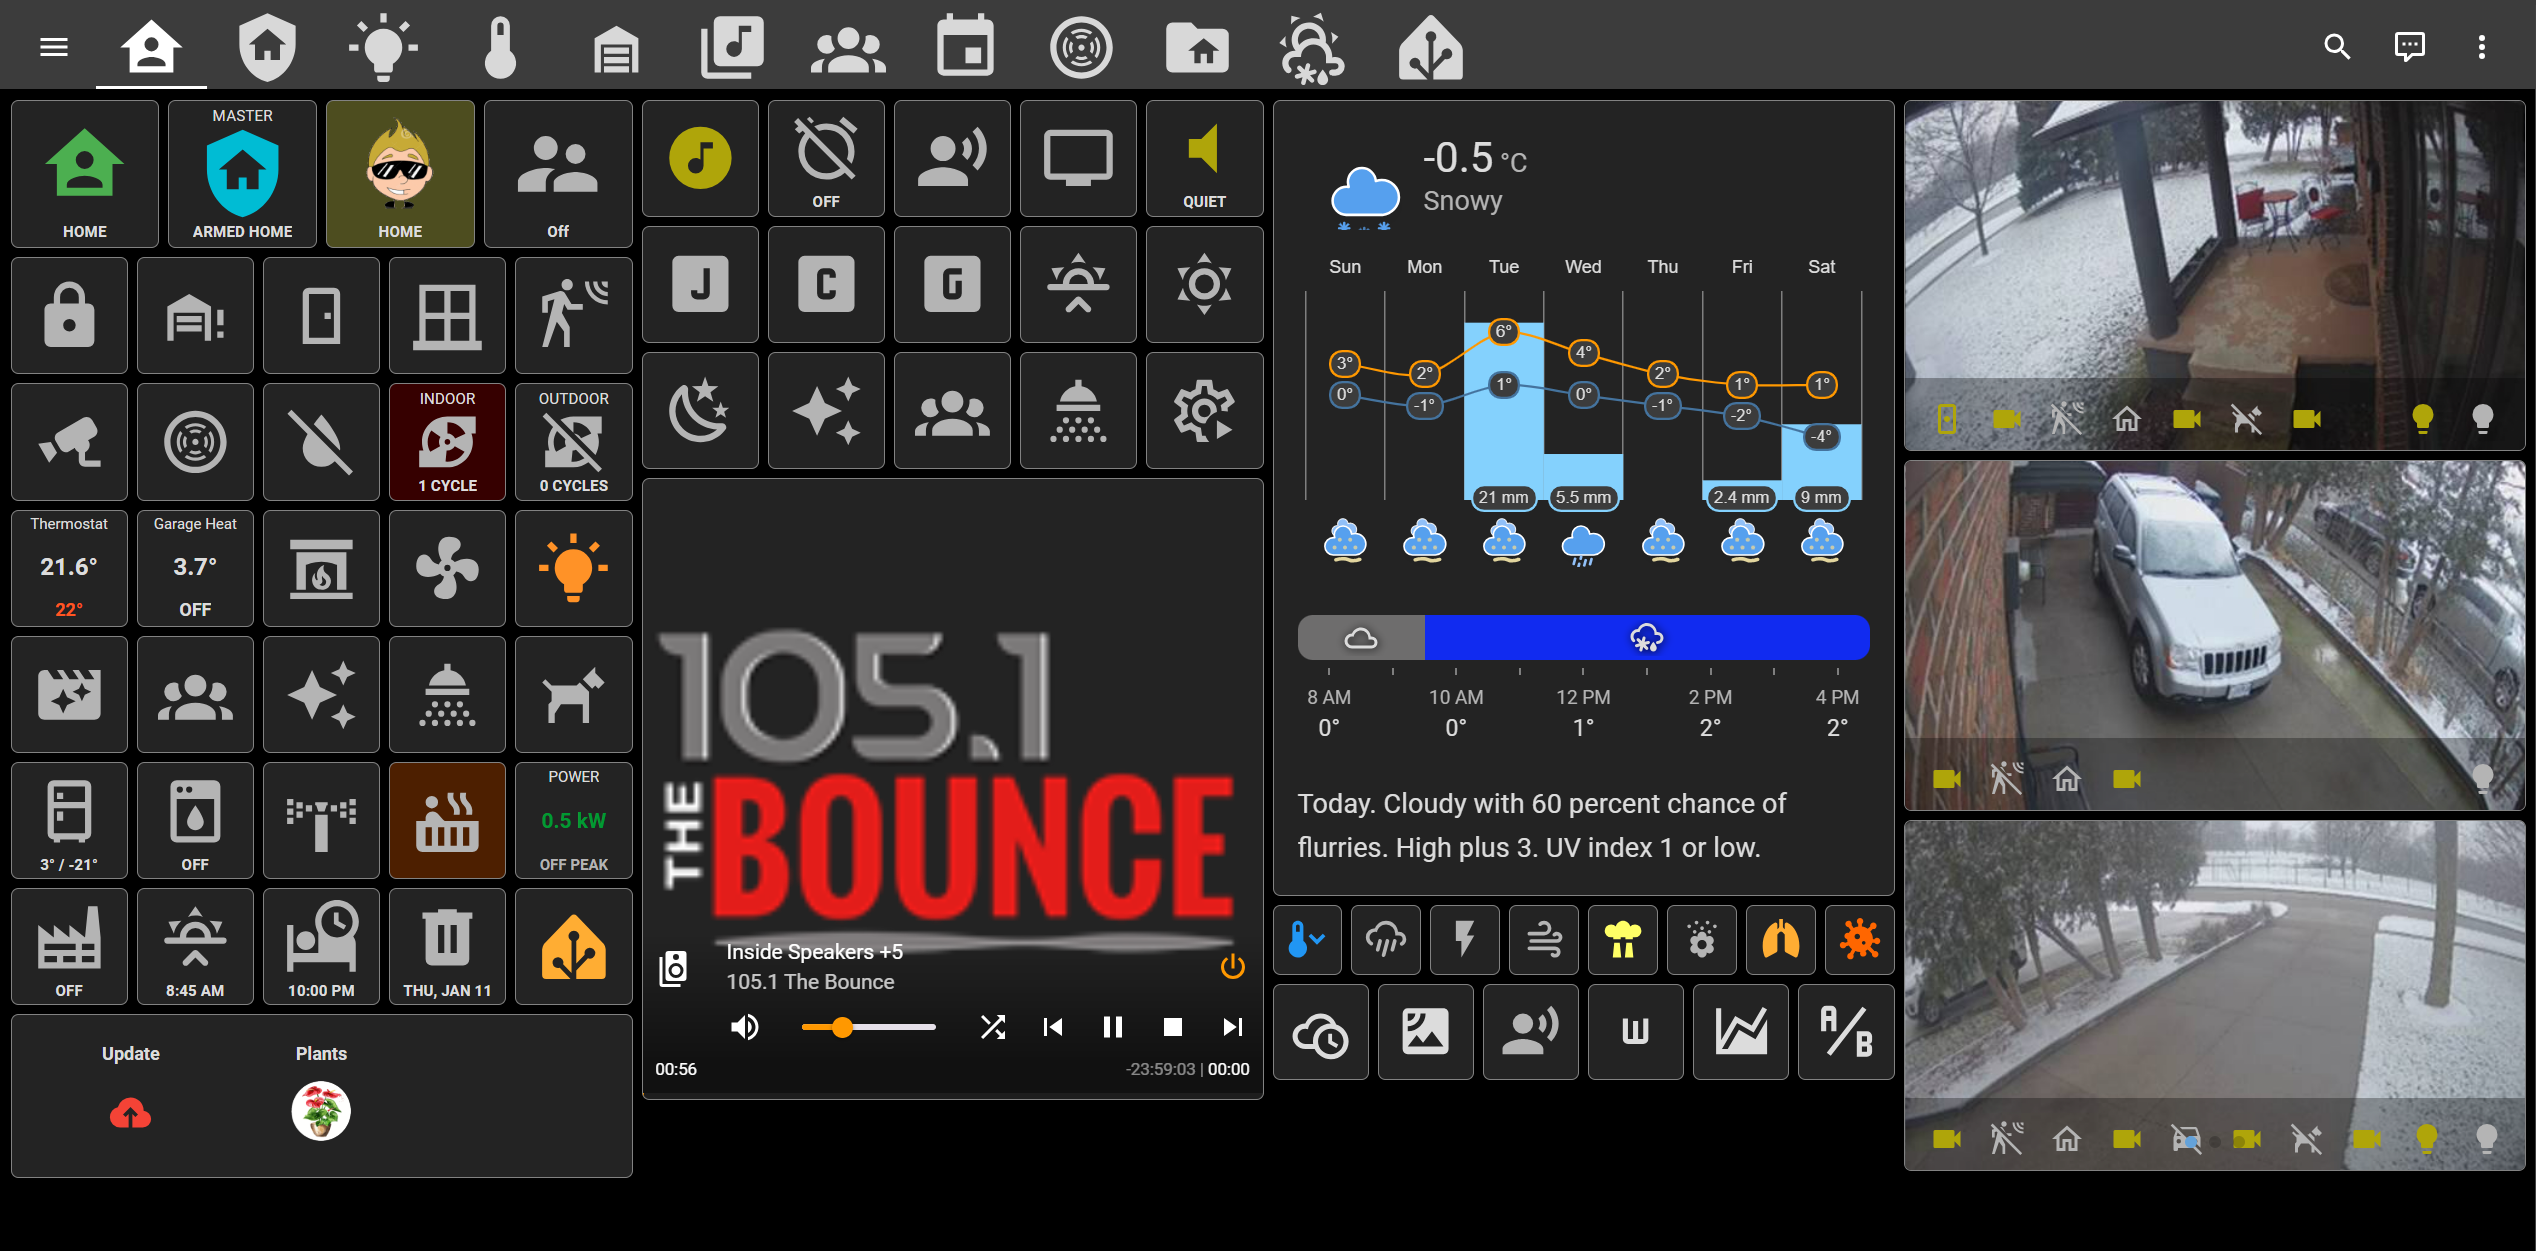 HOME
MASTER
ARMED HOME
HOME
Off
INDOOR
1 CYCLE
OUTDOOR
0 CYCLES
Thermostat
21.6°
22°
Garage Heat
3.7°
OFF
3° / -21°
OFF
POWER
0.5 kW
OFF PEAK
OFF
8:45 AM
10:00 PM
THU, JAN 11
Update
Plants
OFF
QUIET
J
C
G
105.1
THE BOUNCE
Inside Speakers +5
105.1 The Bounce
00:56
-23:59:03 | 00:00
-0.5 °C
Snowy
Sun Mon Tue Wed Thu Fri Sat
3° 2° 6° 4° 2° 1° 1°
0° -1° 1° 0° -1° -2° -4°
21 mm 5.5 mm 2.4 mm 9 mm
8 AM 10 AM 12 PM 2 PM 4 PM
0° 0° 1° 2° 2°
Today. Cloudy with 60 percent chance of
flurries. High plus 3. UV index 1 or low.
W
A/B